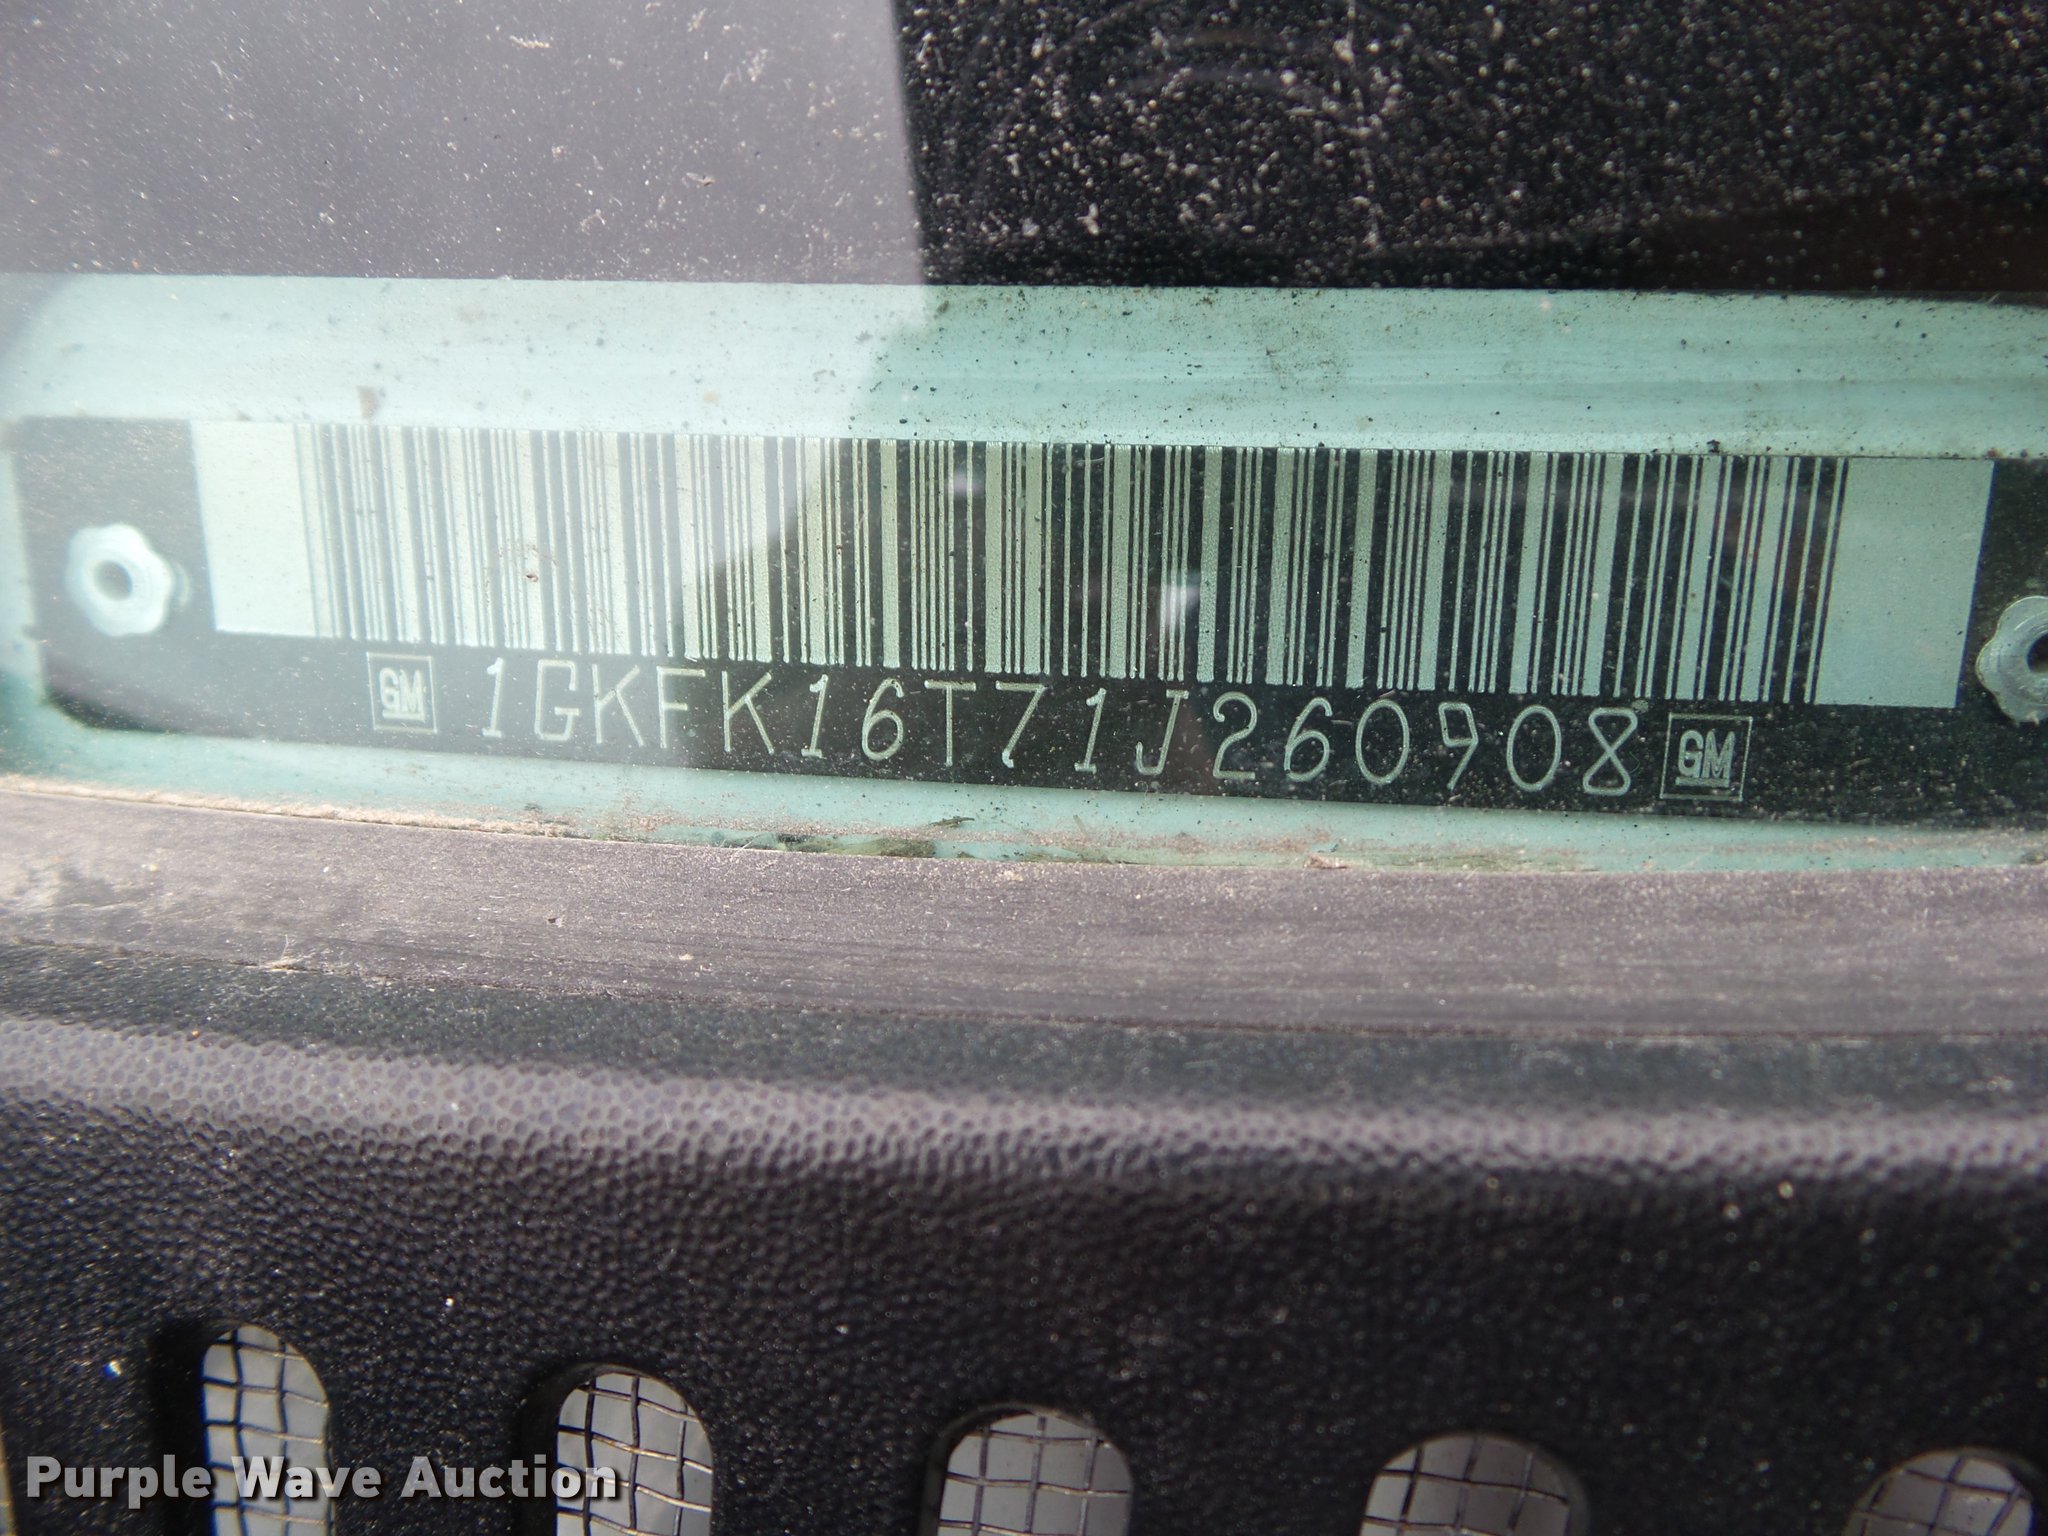 GM 1GKFK16T71J260908 GM
Purple Wave Auction